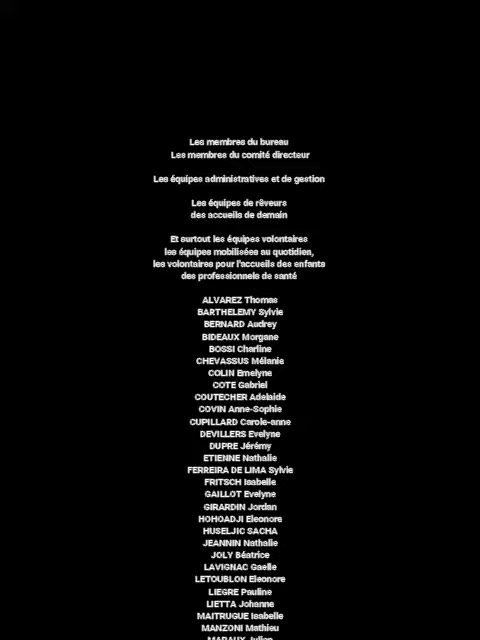 Les membres du bureau
Les membres du comité directeur
Les équipes administratives et de gestion
Les équipes de rêveurs
des accueils de demain
Et surtout les équipes volontaires
les équipes mobilisées au quotidien,
les volontaires pour l'accueils des enfants
des professionnels de santé
ALVAREZ Thomas
BARTHELEMY Sylvie
BERNARD Audrey
BIDEAUX Morgane
BOSSI Charline
CHEVASSUS Mélanie
COLIN Emelyne
COTE Gabriel
COUTECHER Adelaide
COVIN Anne-Sophie
CUPILLARD Carole-anne
DEVILLERS Evelyne
DUPRE Jérémy
ETIENNE Nathalie
FERREIRA DE LIMA Sylvie
FRITSCH Isabelle
GAILLOT Evelyne
GIRARDIN Jordan
HOHOADJI Eleonore
HUSELJIC SACHA
JEANNIN Nathalie
JOLY Béatrice
LAVIGNAC Gaelle
LETOUBLON Eleonore
LIEGRE Pauline
LIETTA Johanne
MAITRUGUE Isabelle
MANZONI Mathieu